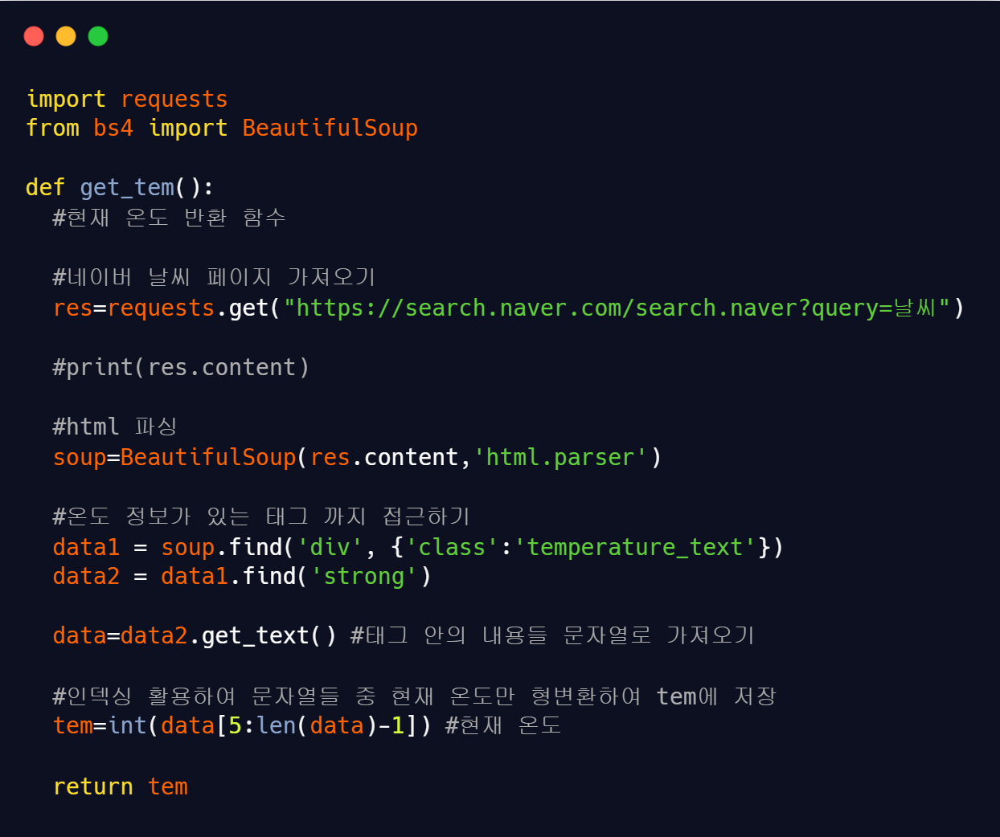 import requests
from bs4 import BeautifulSoup

def get_tem():
  #현재 온도 반환 함수

  #네이버 날씨 페이지 가져오기
  res=requests.get("https://search.naver.com/search.naver?query=날씨")

  #print(res.content)

  #html 파싱
  soup=BeautifulSoup(res.content,'html.parser')

  #온도 정보가 있는 태그 까지 접근하기
  data1 = soup.find('div', {'class':'temperature_text'})
  data2 = data1.find('strong')

  data=data2.get_text() #태그 안의 내용들 문자열로 가져오기

  #인덱싱 활용하여 문자열들 중 현재 온도만 형변환하여 tem에 저장
  tem=int(data[5:len(data)-1]) #현재 온도

  return tem